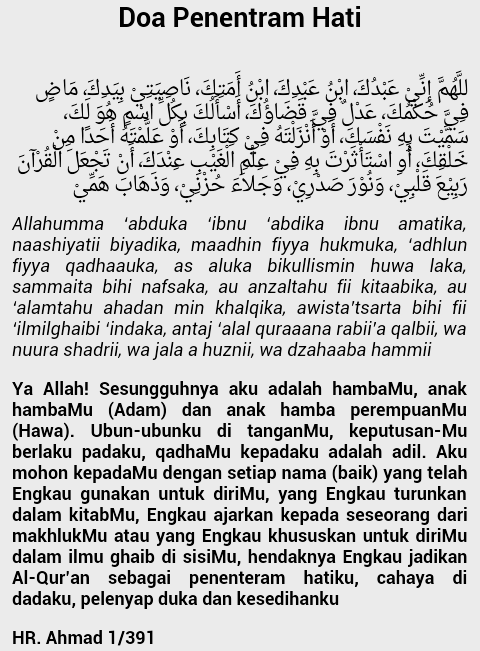 Doa Penentram Hati
للَّهُمَّ إِنِّيْ عَبْدُكَ، ابْنُ عَبْدِكَ، ابْنُ أَمَتِكَ، نَاصِيَتِيْ بِيَدِكَ، مَاضٍ
فِيَّ حُكْمُكَ، عَدْلٌ فِيَّ قَضَاؤُكَ، أَسْأَلُكَ بِكُلِّ اسْمٍ هُوَ لَكَ،
سَمَّيْتَ بِهِ نَفْسَكَ، أَوْ أَنْزَلْتَهُ فِيْ كِتَابِكَ، أَوْ عَلَّمْتَهُ أَحَدًا مِنْ
خَلْقِكَ، أَوِ اسْتَأْثَرْتَ بِهِ فِيْ عِلْمِ الْغَيْبِ عِنْدَكَ، أَنْ تَجْعَلَ الْقُرْآنَ
رَبِيْعَ قَلْبِيْ، وَنُوْرَ صَدْرِيْ، وَجَلاَءَ حُزْنِيْ، وَذَهَابَ هَمِّيْ
Allahumma ‘abduka ‘ibnu ‘abdika ibnu amatika,
naashiyatii biyadika, maadhin fiyya hukmuka, ‘adhlun
fiyya qadhaauka, as aluka bikullismin huwa laka,
sammaita bihi nafsaka, au anzaltahu fii kitaabika, au
‘alamtahu ahadan min khalqika, awista’tsarta bihi fii
‘ilmilghaibi ‘indaka, antaj ‘alal quraaana rabii’a qalbii, wa
nuura shadrii, wa jala a huznii, wa dzahaaba hammii
Ya Allah! Sesungguhnya aku adalah hambaMu, anak
hambaMu (Adam) dan anak hamba perempuanMu
(Hawa). Ubun-ubunku di tanganMu, keputusan-Mu
berlaku padaku, qadhaMu kepadaku adalah adil. Aku
mohon kepadaMu dengan setiap nama (baik) yang telah
Engkau gunakan untuk diriMu, yang Engkau turunkan
dalam kitabMu, Engkau ajarkan kepada seseorang dari
makhlukMu atau yang Engkau khususkan untuk diriMu
dalam ilmu ghaib di sisiMu, hendaknya Engkau jadikan
Al-Qur’an sebagai penenteram hatiku, cahaya di
dadaku, pelenyap duka dan kesedihanku
HR. Ahmad 1/391